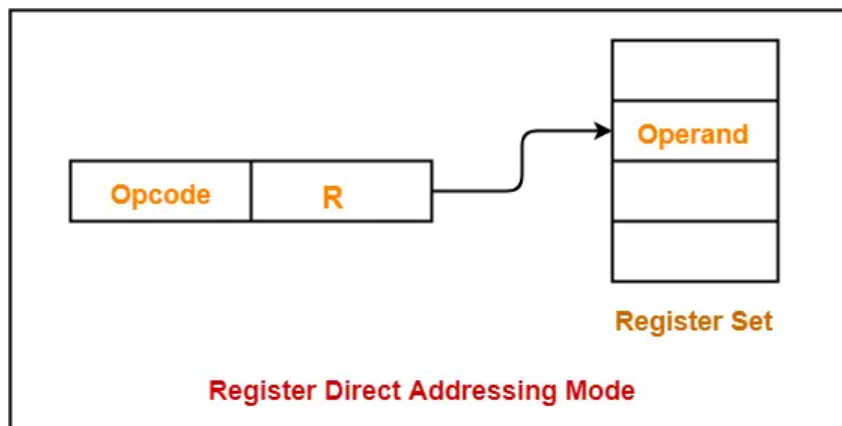 Operand
Opcode R
Register Set
Register Direct Addressing Mode